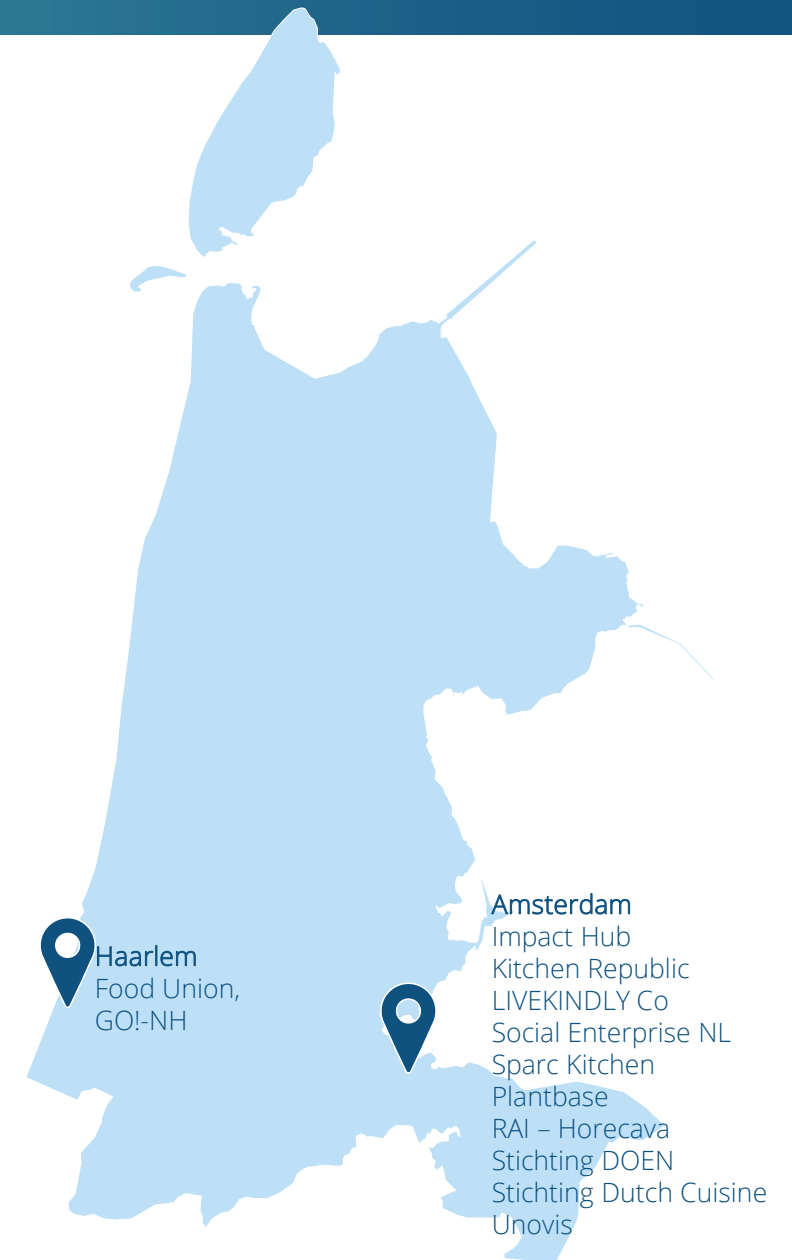 Haarlem
Food Union,
GO!-NH
Amsterdam
Impact Hub
Kitchen Republic
LIVEKINDLY Co
Social Enterprise NL
Sparc Kitchen
Plantbase
RAI – Horecava
Stichting DOEN
Stichting Dutch Cuisine
Unovis